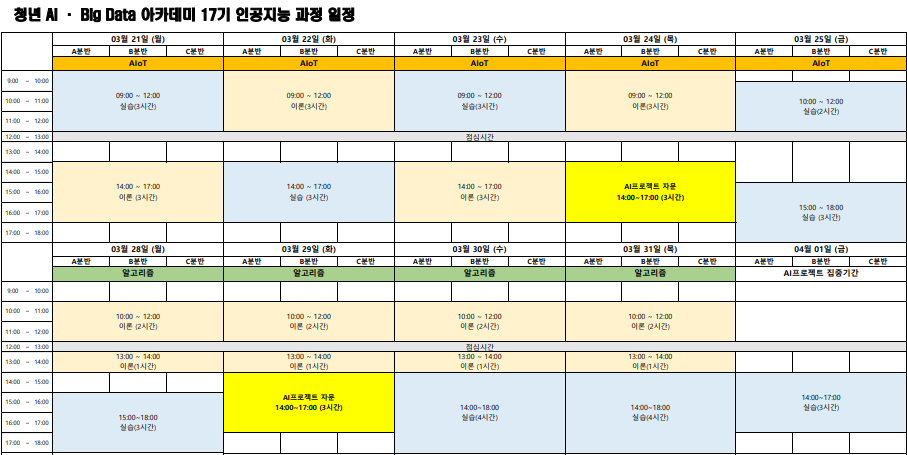 청년 AI · Big Data 아카데미 17기 인공지능 과정 일정
03월 21일 (월) 03월 22일 (화) 03월 23일 (수) 03월 24일 (목) 03월 25일 (금)
A분반 B분반 C분반 A분반 B분반 C분반 A분반 B분반 C분반 A분반 B분반 C분반 A분반 B분반 C분반
AIoT AIoT AIoT AIoT AIoT
9:00 ~ 10:00
10:00 ~ 11:00
11:00 ~ 12:00
09:00 ~ 12:00 09:00 ~ 12:00 09:00 ~ 12:00 09:00 ~ 12:00 10:00 ~ 12:00
실습(3시간) 이론(3시간) 실습(3시간) 이론(3시간) 실습(2시간)
12:00 ~ 13:00 점심시간
13:00 ~ 14:00
14:00 ~ 15:00
15:00 ~ 16:00
16:00 ~ 17:00
17:00 ~ 18:00
14:00 ~ 17:00 14:00 ~ 17:00 14:00 ~ 17:00 AI프로젝트 자문 15:00 ~ 18:00
이론 (3시간) 실습 (3시간) 이론 (3시간) 14:00~17:00 (3시간) 실습 (3시간)
03월 28일 (월) 03월 29일 (화) 03월 30일 (수) 03월 31일 (목) 04월 01일 (금)
A분반 B분반 C분반 A분반 B분반 C분반 A분반 B분반 C분반 A분반 B분반 C분반 A분반 B분반 C분반
알고리즘 알고리즘 알고리즘 알고리즘 AI프로젝트 집중기간
9:00 ~ 10:00
10:00 ~ 11:00
11:00 ~ 12:00
10:00 ~ 12:00 10:00 ~ 12:00 10:00 ~ 12:00 10:00 ~ 12:00
이론 (2시간) 이론 (2시간) 이론 (2시간) 이론 (2시간)
12:00 ~ 13:00 점심시간
13:00 ~ 14:00 13:00 ~ 14:00 13:00 ~ 14:00 13:00 ~ 14:00 13:00 ~ 14:00
이론(1시간) 이론 (1시간) 이론 (1시간) 이론(1시간)
14:00 ~ 15:00
15:00 ~ 16:00
16:00 ~ 17:00
17:00 ~ 18:00
15:00~18:00 AI프로젝트 자문 14:00~18:00 14:00~18:00 14:00~17:00
실습(3시간) 14:00~17:00 (3시간) 실습(4시간) 실습(4시간) 실습(3시간)